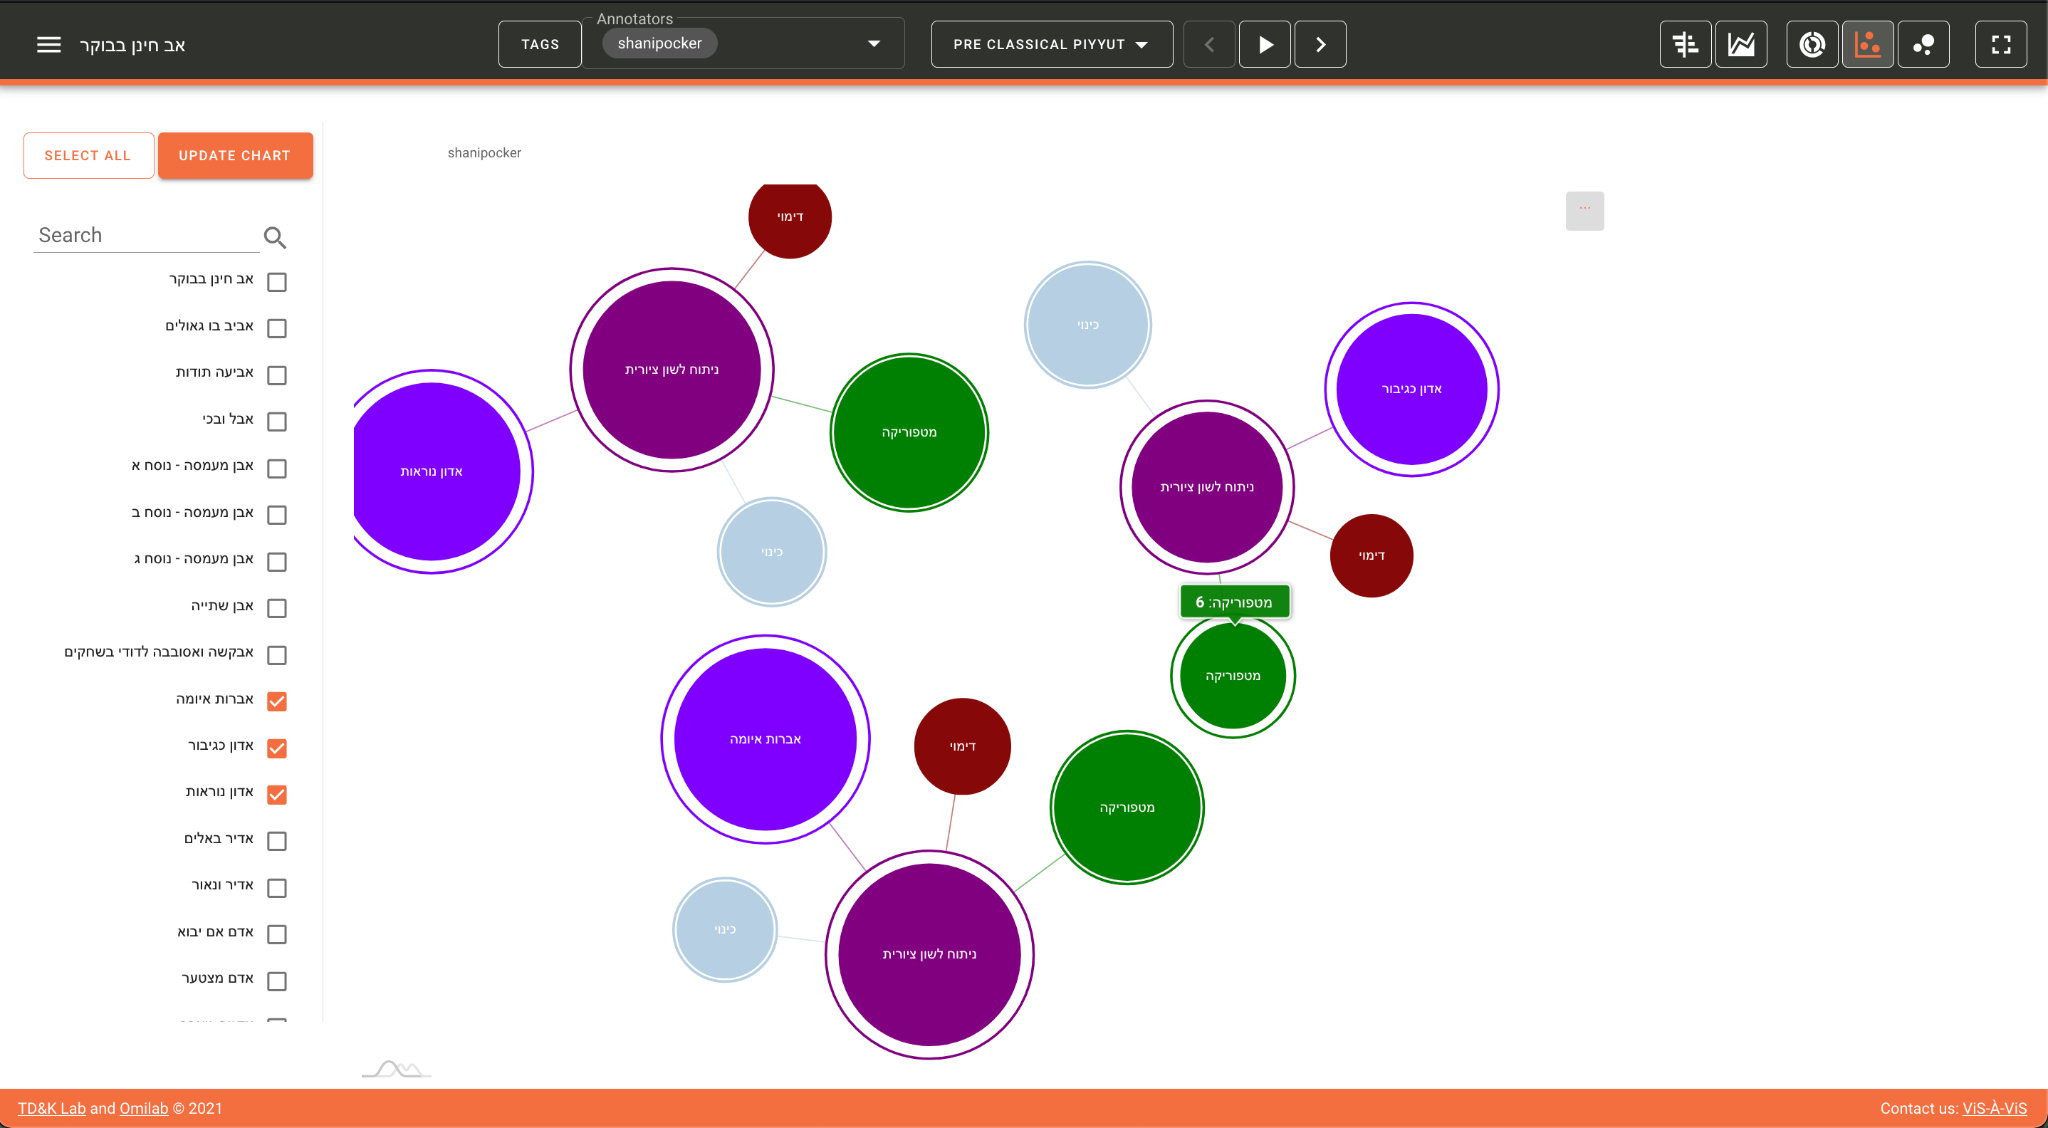 אב חינן בבוקר
TAGS
Annotators
shanipocker
PRE CLASSICAL PIYYUT
SELECT ALL
UPDATE CHART
Search
אב חינן בבוקר
אביב בו גאולים
אביעה תודות
אבל ובכי
אבן מעמסה - נוסח א
אבן מעמסה - נוסח ב
אבן מעמסה - נוסח ג
אבן שתייה
אבקשה ואסובבה לדודי בשחקים
אברות איומה
אדון כגיבור
אדון נוראות
אדיר באלים
אדיר ונאור
אדם אם יבוא
אדם מצטער
shanipocker
...
דימוי
ניתוח לשון ציורית
מטפוריקה
אדון נוראות
כינוי
כינוי
אדון כגיבור
ניתוח לשון ציורית
דימוי
מטפוריקה: 6
מטפוריקה
אברות איומה
דימוי
מטפוריקה
כינוי
ניתוח לשון ציורית
TD&K Lab and Omilab © 2021
Contact us: ViS-À-ViS